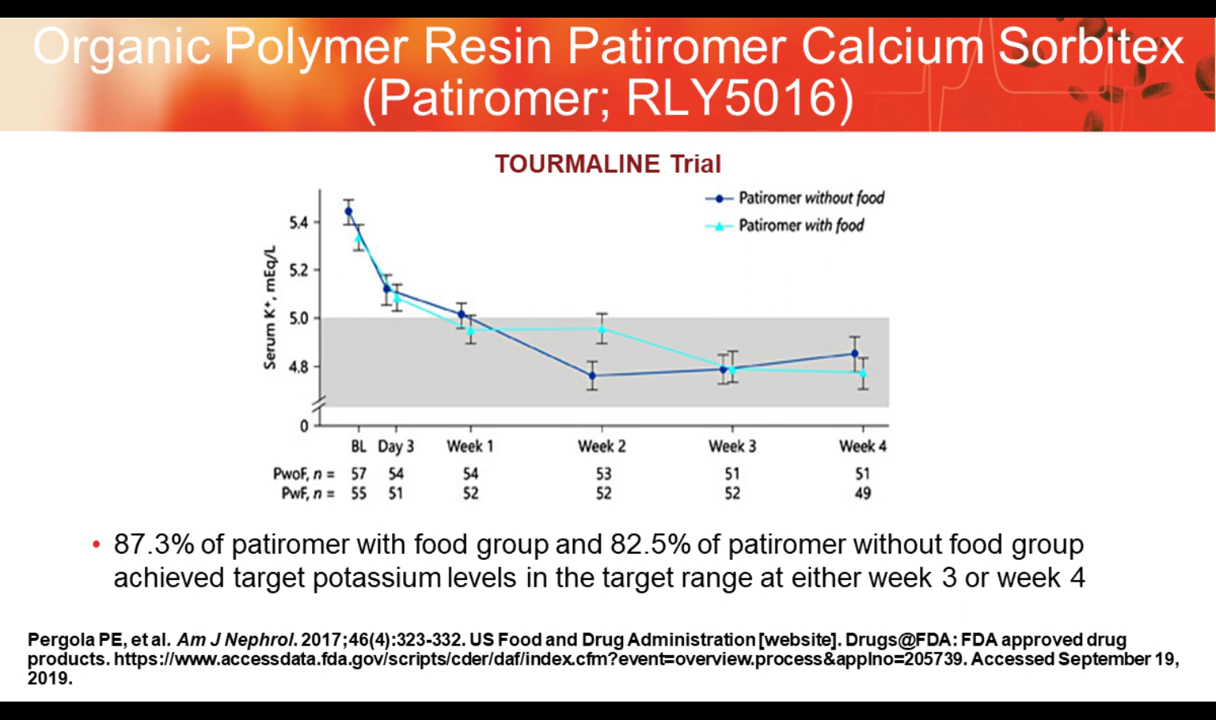 Organic Polymer Resin Patiromer Calcium Sorbitex
(Patiromer; RLY5016)
TOURMALINE Trial
Patiromer without food
Patiromer with food
Serum K+, mEq/L
5.4
5.2
5.0
4.8
0
BL Day 3 Week 1 Week 2 Week 3 Week 4
PwoF, n = 57 54 54 53 51 51
PwF, n = 55 51 52 52 52 49
• 87.3% of patiromer with food group and 82.5% of patiromer without food group
achieved target potassium levels in the target range at either week 3 or week 4
Pergola PE, et al. Am J Nephrol. 2017;46(4):323-332. US Food and Drug Administration [website]. Drugs@FDA: FDA approved drug
products. https://www.accessdata.fda.gov/scripts/cder/daf/index.cfm?event=overview.process&applno=205739. Accessed September 19,
2019.